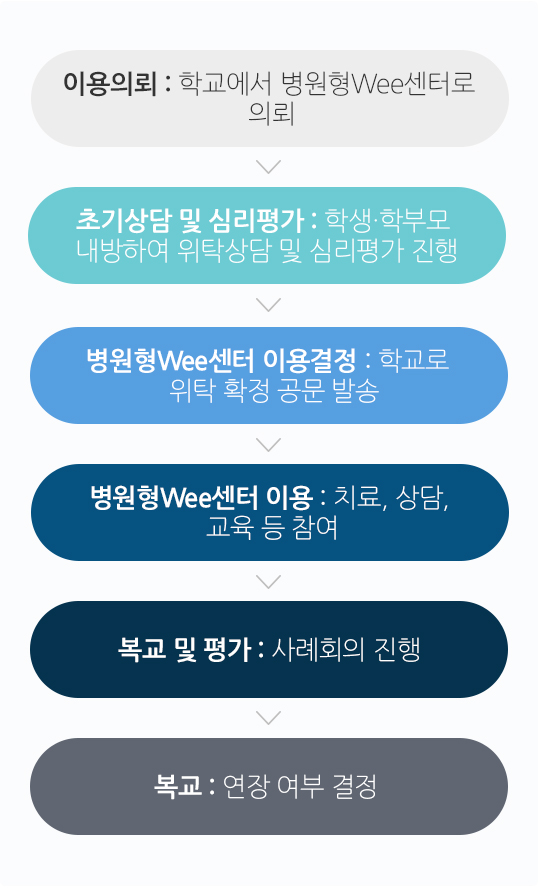 이용의뢰 : 학교에서 병원형Wee센터로
의뢰
초기상담 및 심리평가 : 학생·학부모
내방하여 위탁상담 및 심리평가 진행
병원형Wee센터 이용결정 : 학교로
위탁 확정 공문 발송
병원형Wee센터 이용 : 치료, 상담,
교육 등 참여
복교 및 평가 : 사례회의 진행
복교 : 연장 여부 결정